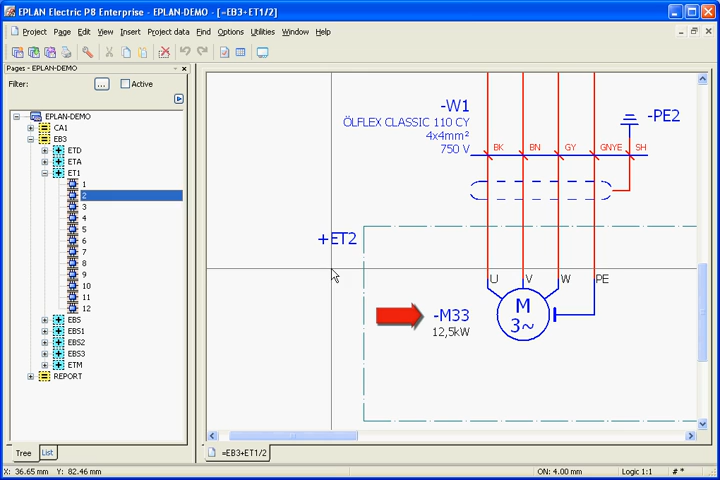 EPLAN Electric P8 Enterprise - EPLAN-DEMO - [=EB3+ET1/2]
Project Page Edit View Insert Project data Find Options Utilities Window Help
Pages - EPLAN-DEMO
Filter:
...
Active
EPLAN-DEMO
CA1
EB3
ETD
ETA
ET1
1
2
3
4
5
6
7
8
9
10
11
12
EBS
EBS1
EBS2
EBS3
ETM
REPORT
Tree List
-W1
ÖLFLEX CLASSIC 110 CY
4x4mm²
750 V
-PE2
BK BN GY GNYE SH
+ET2
U V W PE
-M33
12,5kW
M
3~
=EB3+ET1/2
X: 36.65 mm Y: 82.46 mm ON: 4.00 mm Logic 1:1 # *